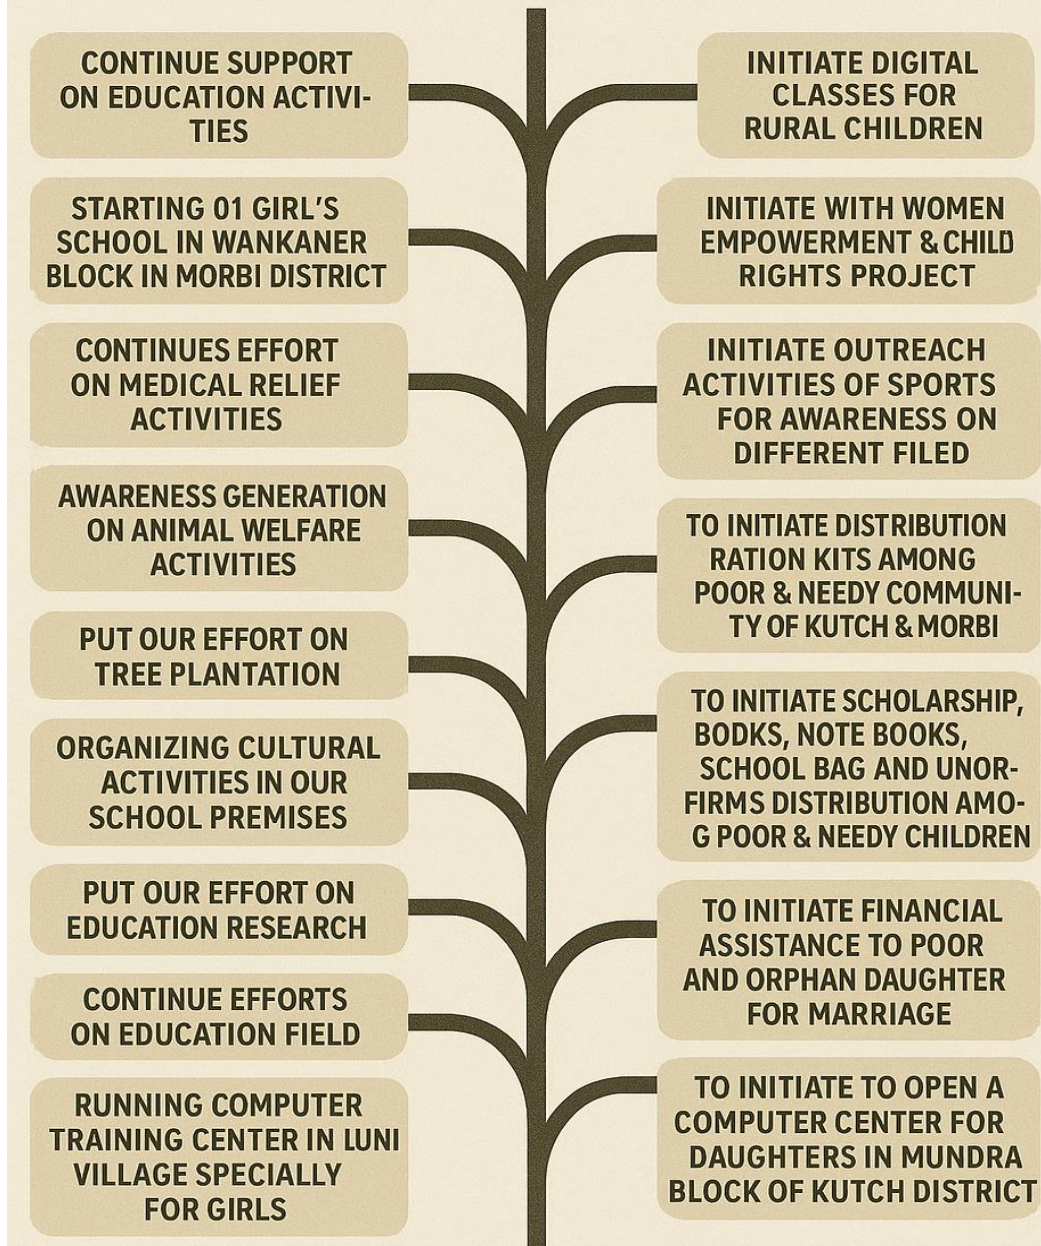 CONTINUE SUPPORT
ON EDUCATION ACTIVI-
TIES
STARTING 01 GIRL'S
SCHOOL IN WANKANER
BLOCK IN MORBI DISTRICT
CONTINUES EFFORT
ON MEDICAL RELIEF
ACTIVITIES
AWARENESS GENERATION
ON ANIMAL WELFARE
ACTIVITIES
PUT OUR EFFORT ON
TREE PLANTATION
ORGANIZING CULTURAL
ACTIVITIES IN OUR
SCHOOL PREMISES
PUT OUR EFFORT ON
EDUCATION RESEARCH
CONTINUE EFFORTS
ON EDUCATION FIELD
RUNNING COMPUTER
TRAINING CENTER IN LUNI
VILLAGE SPECIALLY
FOR GIRLS
INITIATE DIGITAL
CLASSES FOR
RURAL CHILDREN
INITIATE WITH WOMEN
EMPOWERMENT & CHILD
RIGHTS PROJECT
INITIATE OUTREACH
ACTIVITIES OF SPORTS
FOR AWARENESS ON
DIFFERENT FILED
TO INITIATE DISTRIBUTION
RATION KITS AMONG
POOR & NEEDY COMMUNI-
TY OF KUTCH & MORBI
TO INITIATE SCHOLARSHIP,
BODKS, NOTE BOOKS,
SCHOOL BAG AND UNOR-
FIRMS DISTRIBUTION AMO-
G POOR & NEEDY CHILDREN
TO INITIATE FINANCIAL
ASSISTANCE TO POOR
AND ORPHAN DAUGHTER
FOR MARRIAGE
TO INITIATE TO OPEN A
COMPUTER CENTER FOR
DAUGHTERS IN MUNDRA
BLOCK OF KUTCH DISTRICT